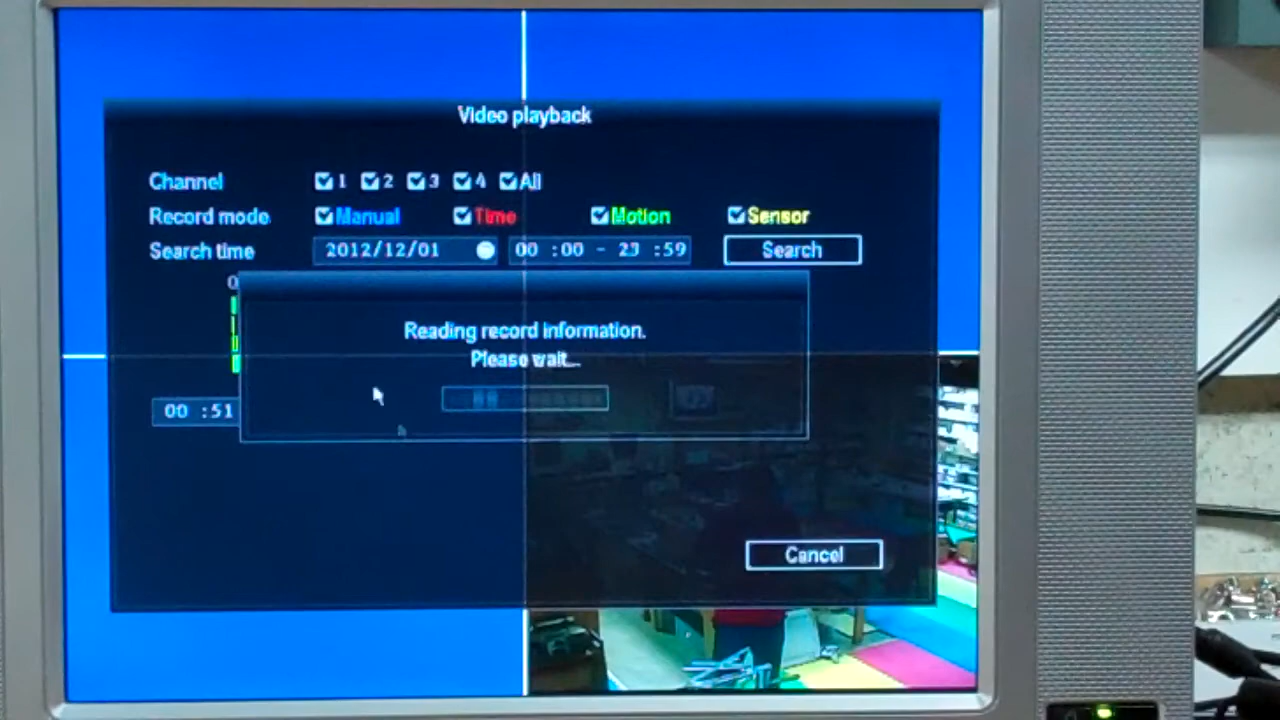 Video playback
Channel 1 2 3 4 All
Record mode Manual Time Motion Sensor
Search time 2012/12/01 00 :00 - 23 :59 Search
0
Reading record information.
Please wait...
00 :51
Cancel